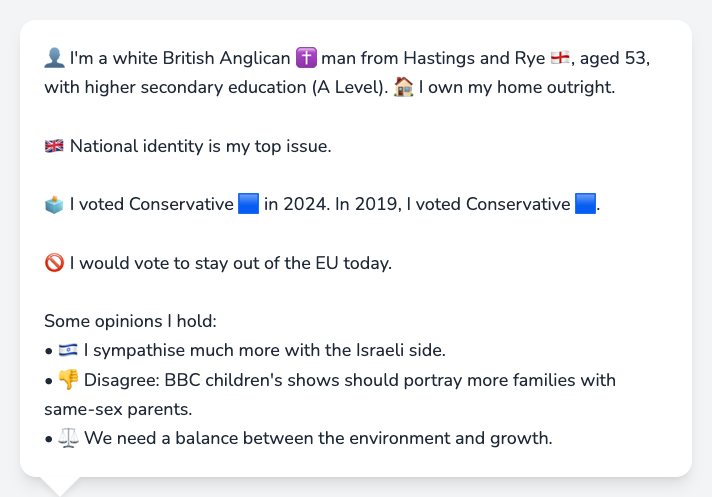 👤 I'm a white British Anglican ✝️ man from Hastings and Rye 🏴󠁧󠁢󠁥󠁮󠁧󠁿, aged 53,
with higher secondary education (A Level). 🏠 I own my home outright.
🇬🇧 National identity is my top issue.
🗳️ I voted Conservative 🟦 in 2024. In 2019, I voted Conservative 🟦.
🚫 I would vote to stay out of the EU today.
Some opinions I hold:
• 🇮🇱 I sympathise much more with the Israeli side.
• 👎 Disagree: BBC children's shows should portray more families with
same-sex parents.
• ⚖️ We need a balance between the environment and growth.